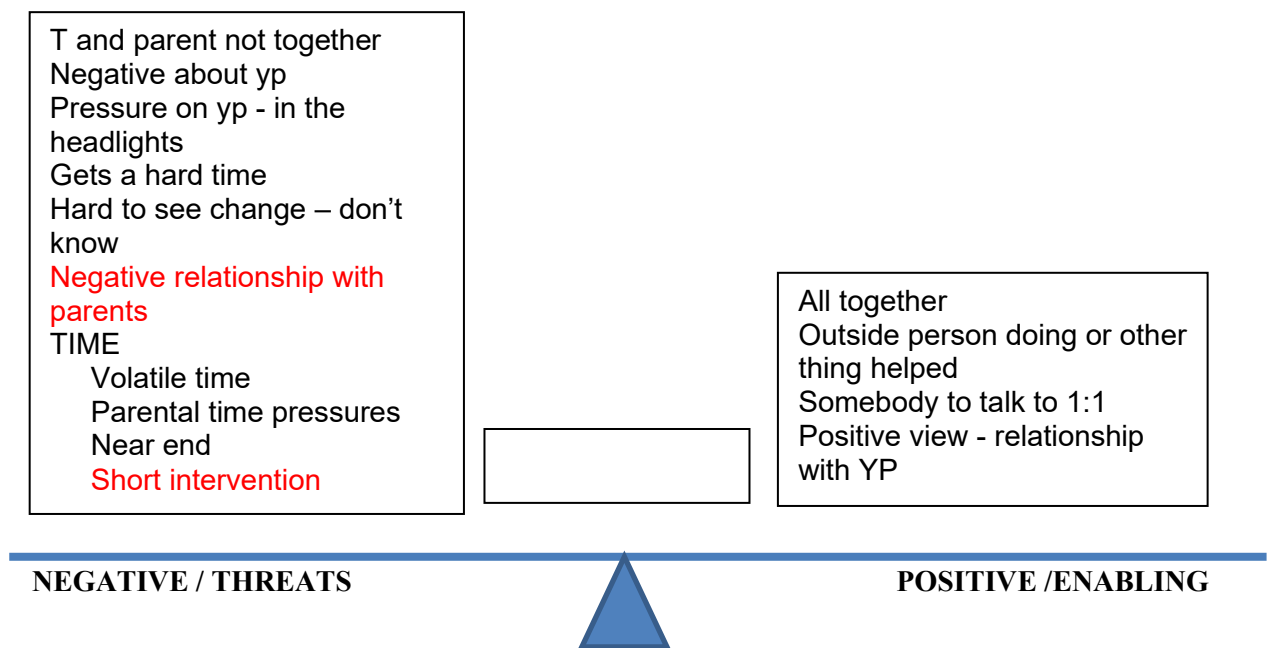 T and parent not together
Negative about yp
Pressure on yp - in the
headlights
Gets a hard time
Hard to see change – don’t
know
Negative relationship with
parents
TIME
Volatile time
Parental time pressures
Near end
Short intervention
All together
Outside person doing or other
thing helped
Somebody to talk to 1:1
Positive view - relationship
with YP
NEGATIVE / THREATS
POSITIVE /ENABLING